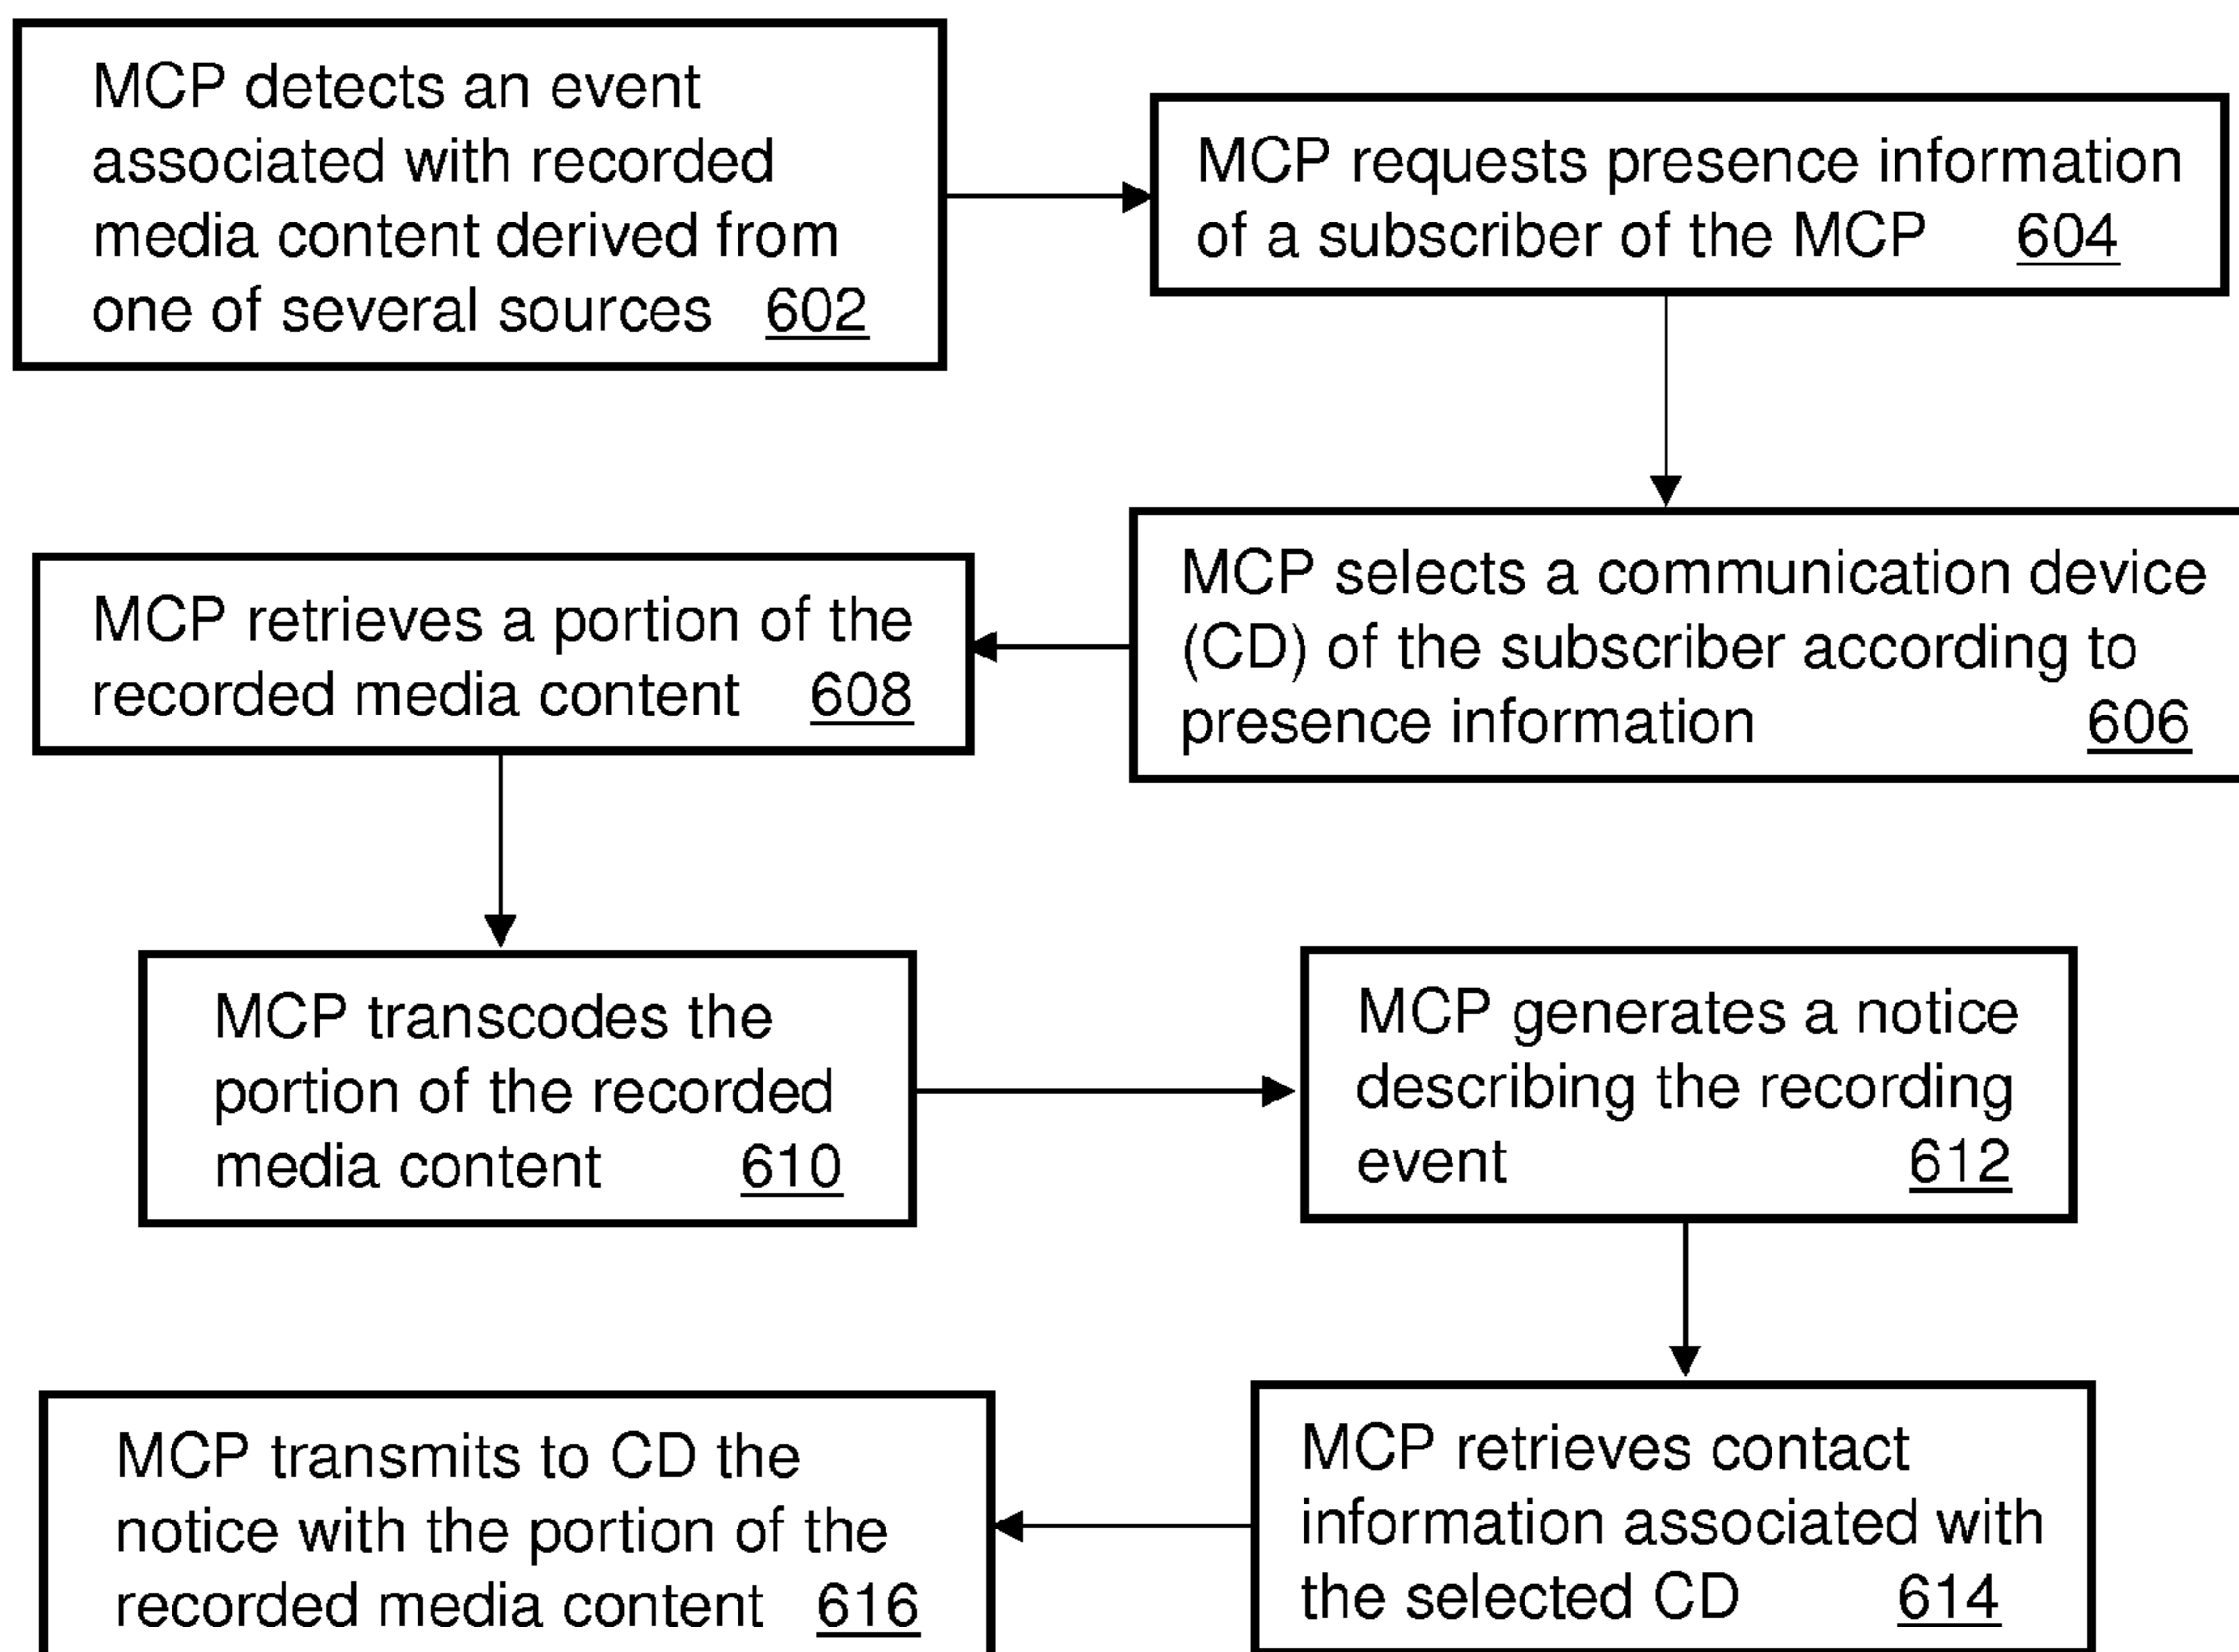 MCP detects an event
associated with recorded
media content derived from
one of several sources 602
MCP requests presence information
of a subscriber of the MCP 604
MCP selects a communication device
(CD) of the subscriber according to
presence information 606
MCP retrieves a portion of the
recorded media content 608
MCP transcodes the
portion of the recorded
media content 610
MCP generates a notice
describing the recording
event 612
MCP retrieves contact
information associated with
the selected CD 614
MCP transmits to CD the
notice with the portion of the
recorded media content 616